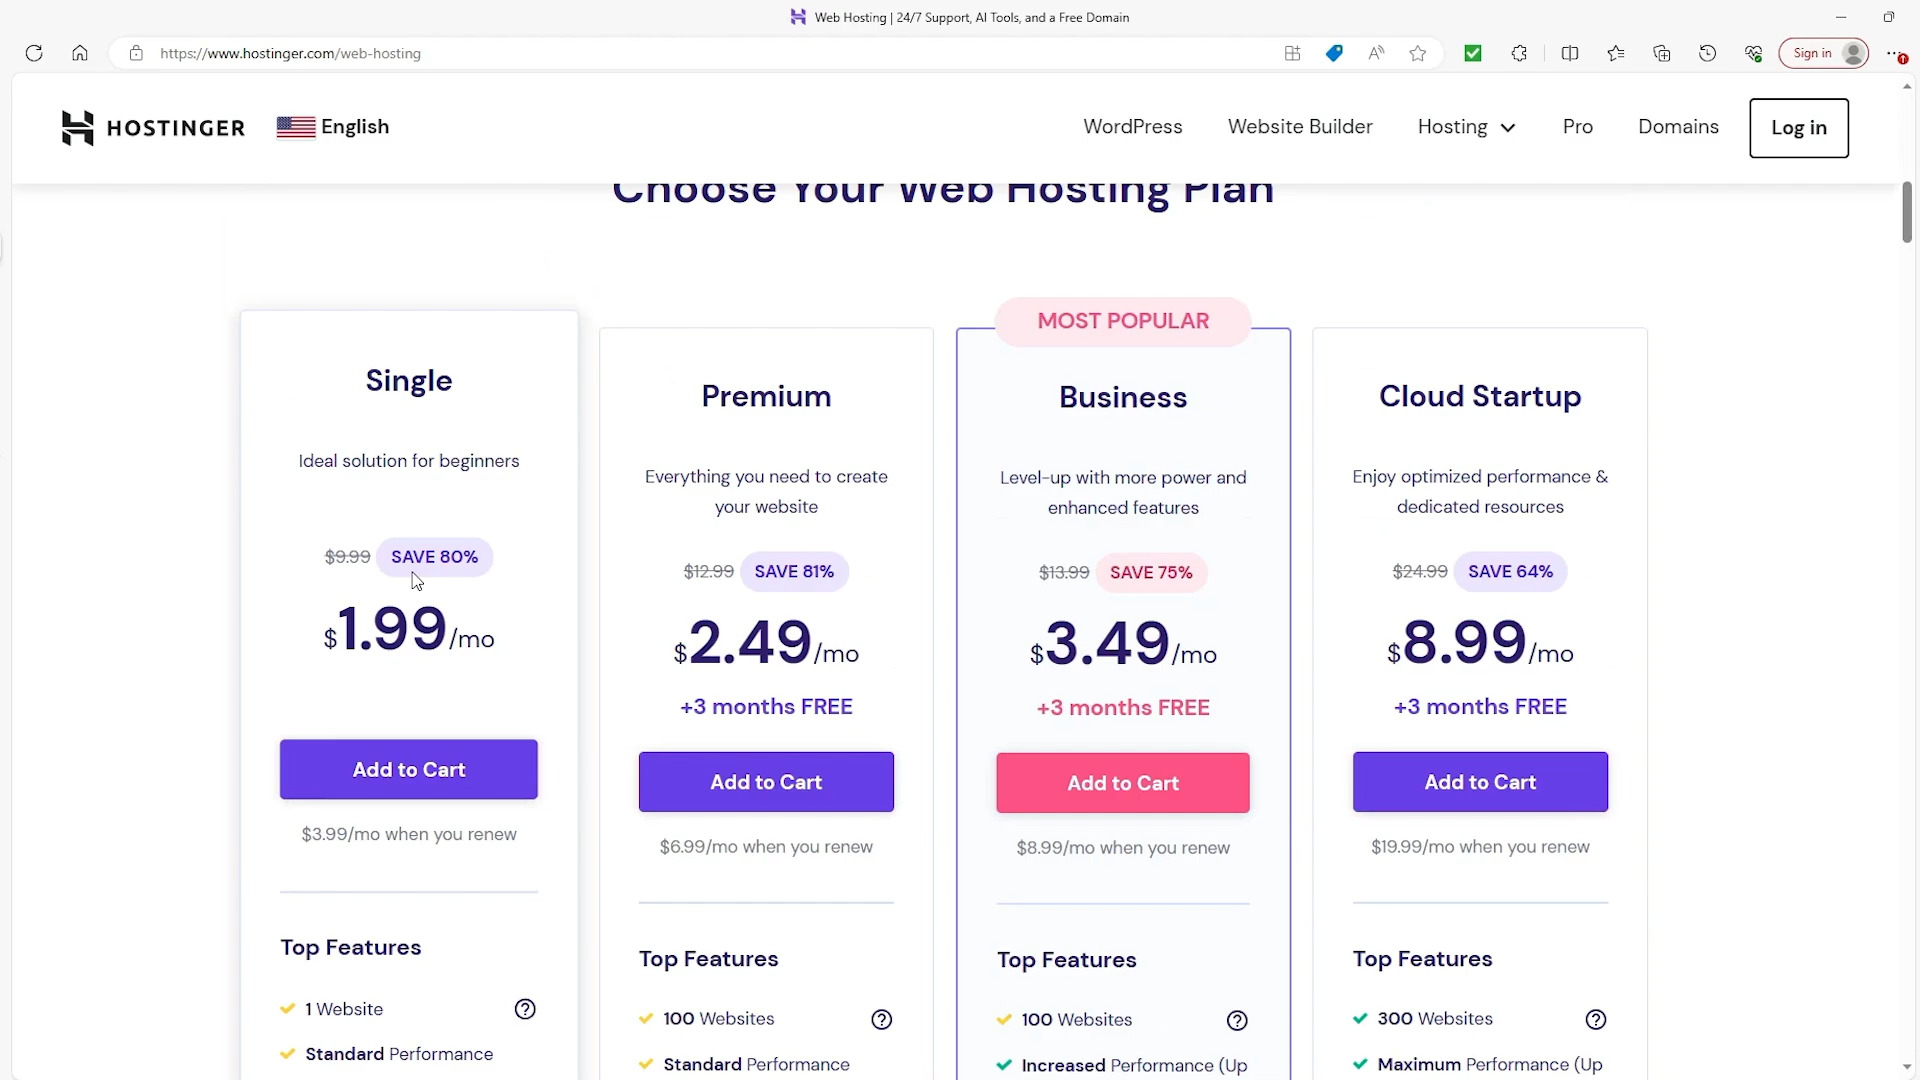 Web Hosting | 24/7 Support, AI Tools, and a Free Domain
https://www.hostinger.com/web-hosting
Sign in
HOSTINGER
English
WordPress
Website Builder
Hosting
Pro
Domains
Log in
Choose Your Web Hosting Plan
Single
Ideal solution for beginners
$9.99 SAVE 80%
$1.99/mo
Add to Cart
$3.99/mo when you renew
Top Features
1 Website
Standard Performance
Premium
Everything you need to create
your website
$12.99 SAVE 81%
$2.49/mo
+3 months FREE
Add to Cart
$6.99/mo when you renew
Top Features
100 Websites
Standard Performance
MOST POPULAR
Business
Level-up with more power and
enhanced features
$13.99 SAVE 75%
$3.49/mo
+3 months FREE
Add to Cart
$8.99/mo when you renew
Top Features
100 Websites
Increased Performance (Up
Cloud Startup
Enjoy optimized performance &
dedicated resources
$24.99 SAVE 64%
$8.99/mo
+3 months FREE
Add to Cart
$19.99/mo when you renew
Top Features
300 Websites
Maximum Performance (Up